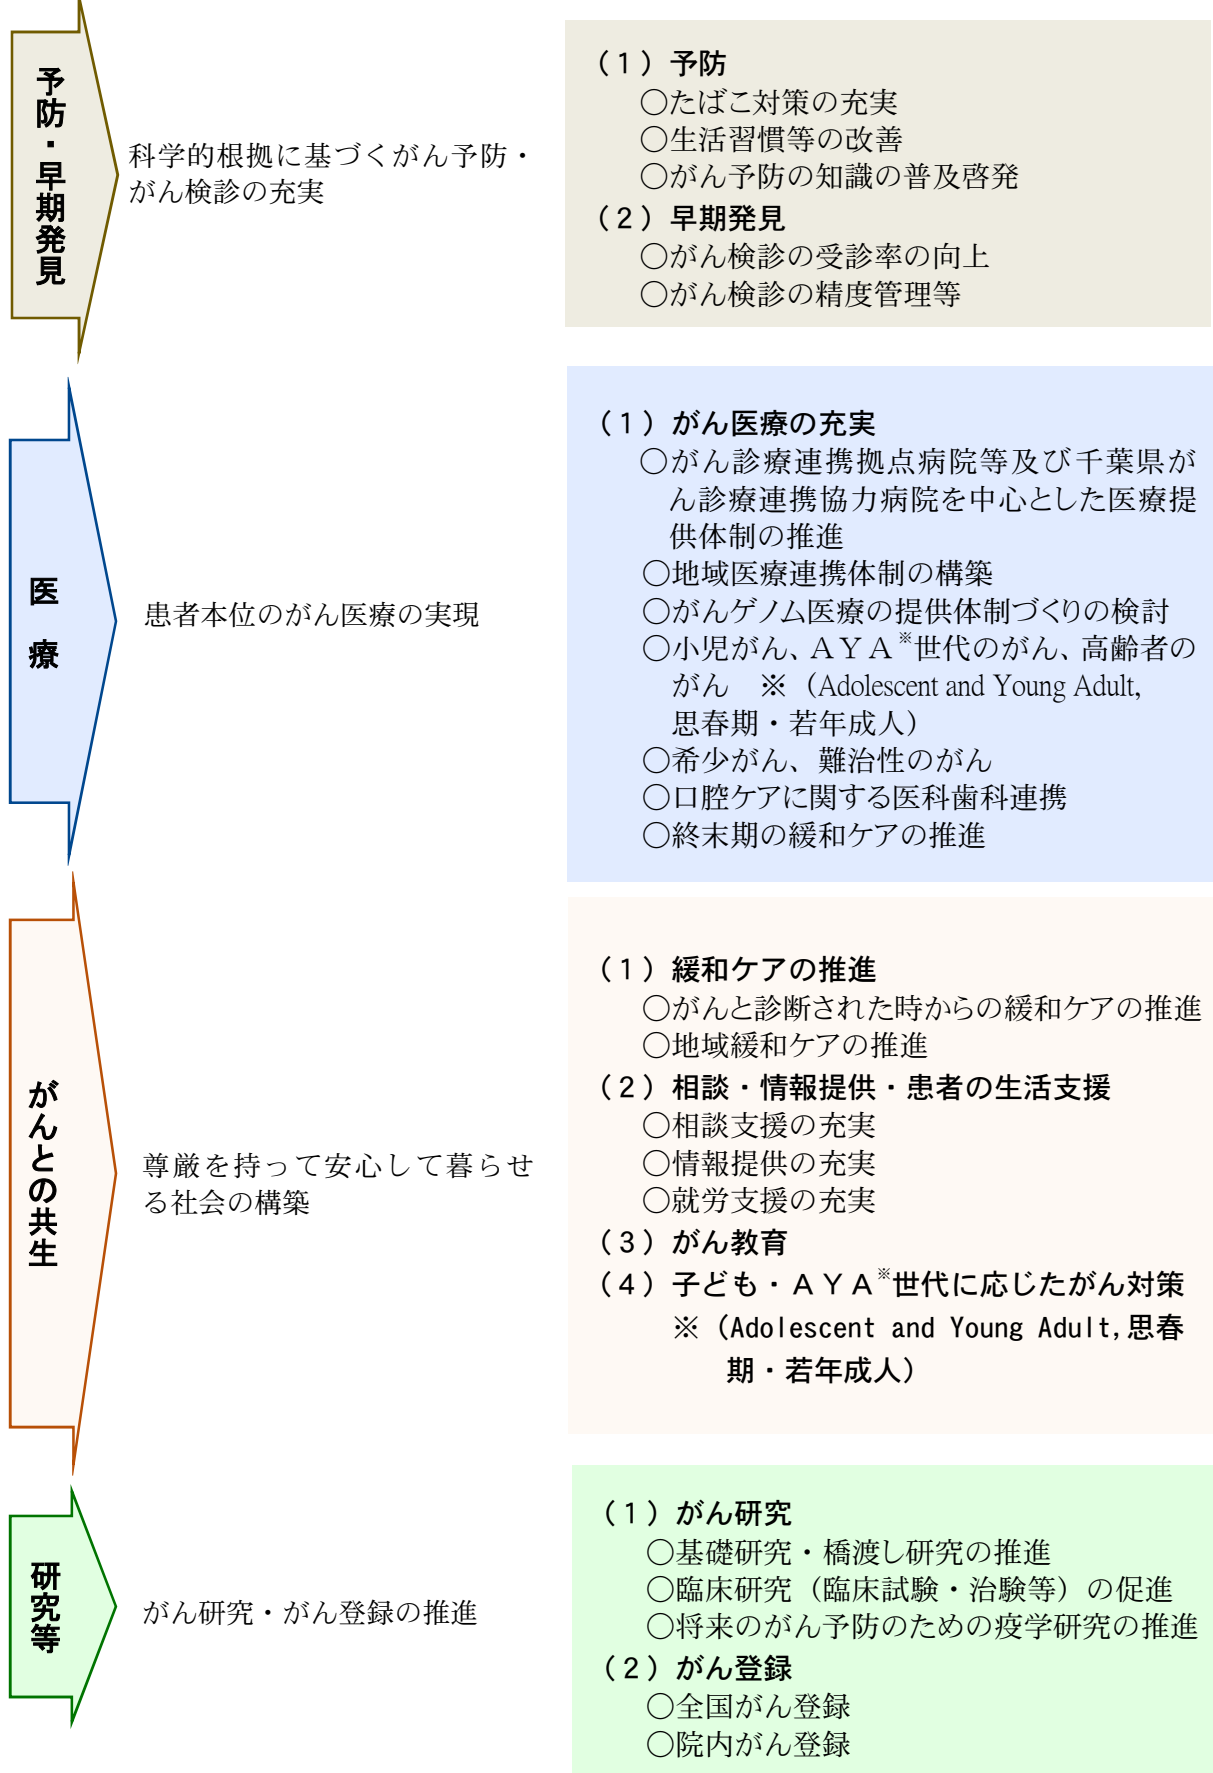 予防・早期発見
科学的根拠に基づくがん予防・
がん検診の充実
（１）予防
○たばこ対策の充実
○生活習慣等の改善
○がん予防の知識の普及啓発
（２）早期発見
○がん検診の受診率の向上
○がん検診の精度管理等
医療
患者本位のがん医療の実現
（１）がん医療の充実
○がん診療連携拠点病院等及び千葉県が
ん診療連携協力病院を中心とした医療提
供体制の推進
○地域医療連携体制の構築
○がんゲノム医療の提供体制づくりの検討
○小児がん、ＡＹＡ※世代のがん、高齢者の
がん　※（Adolescent and Young Adult,
思春期・若年成人）
○希少がん、難治性のがん
○口腔ケアに関する医科歯科連携
○終末期の緩和ケアの推進
がんとの共生
尊厳を持って安心して暮らせ
る社会の構築
（１）緩和ケアの推進
○がんと診断された時からの緩和ケアの推進
○地域緩和ケアの推進
（２）相談・情報提供・患者の生活支援
○相談支援の充実
○情報提供の充実
○就労支援の充実
（３）がん教育
（４）子ども・ＡＹＡ※世代に応じたがん対策
※（Adolescent and Young Adult,思春
期・若年成人）
研究等
がん研究・がん登録の推進
（１）がん研究
○基礎研究・橋渡し研究の推進
○臨床研究（臨床試験・治験等）の促進
○将来のがん予防のための疫学研究の推進
（２）がん登録
○全国がん登録
○院内がん登録